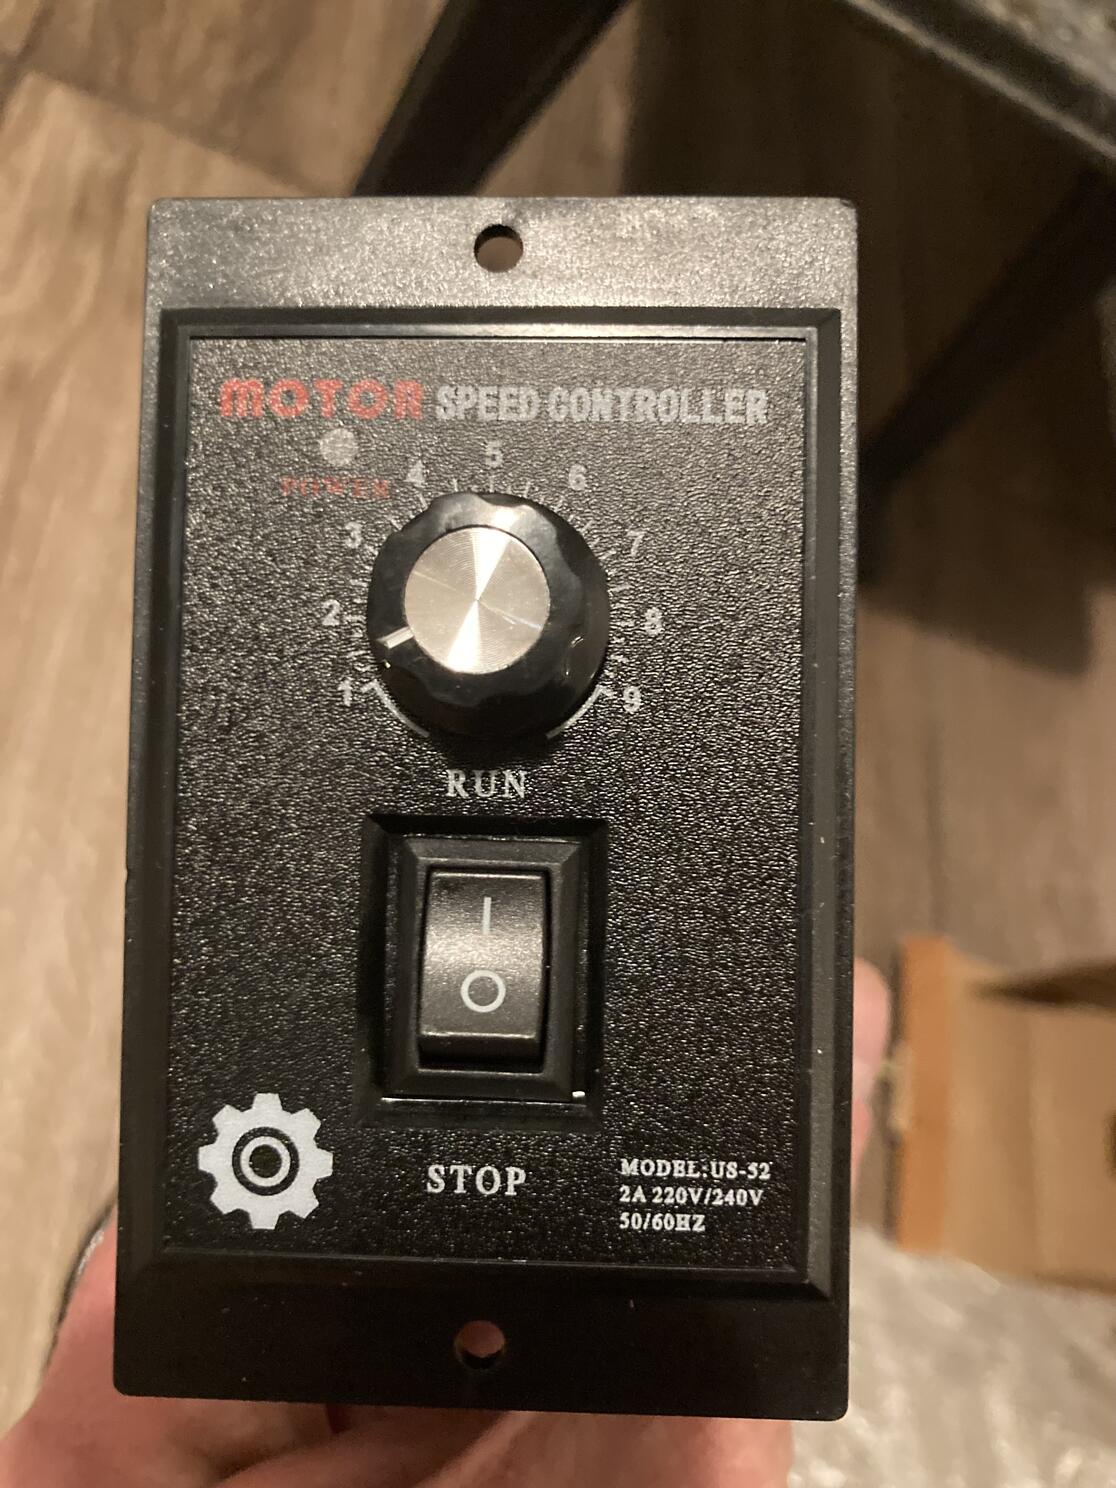 MOTOR SPEED CONTROLLER
POWER
1 2 3 4 5 6 7 8 9
RUN
I
O
STOP
MODEL:US-52
2A 220V/240V
50/60HZ